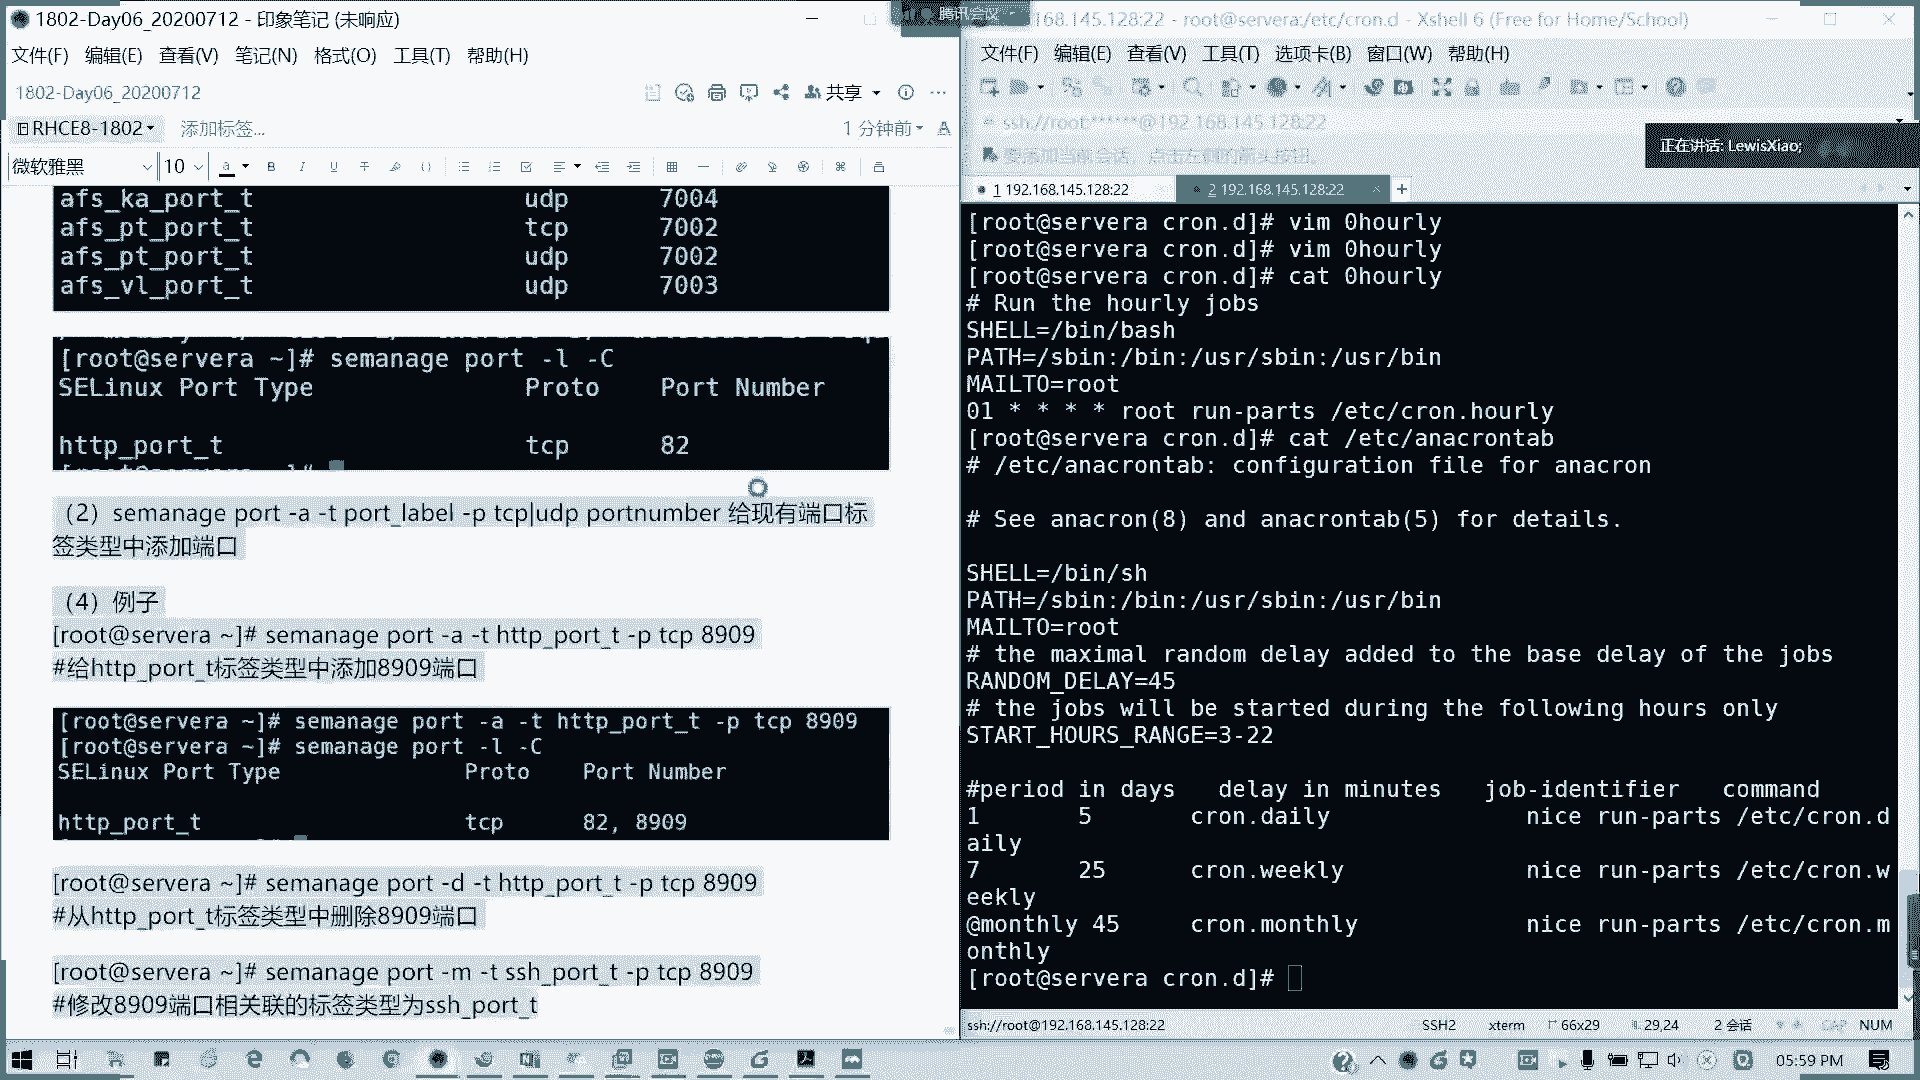 1802-Day06_20200712 - 印象笔记 (未响应)
文件(F) 编辑(E) 查看(V) 笔记(N) 格式(O) 工具(T) 帮助(H)
1802-Day06_20200712
共享
RHCE8-1802
添加标签...
1 分钟前
微软雅黑
10
afs_ka_port_t udp 7004
afs_pt_port_t tcp 7002
afs_pt_port_t udp 7002
afs_vl_port_t udp 7003
[root@servera ~]# semanage port -l -C
SELinux Port Type Proto Port Number
http_port_t tcp 82
（2）semanage port -a -t port_label -p tcp|udp portnumber 给现有端口标
签类型中添加端口
（4）例子
[root@servera ~]# semanage port -a -t http_port_t -p tcp 8909
#给http_port_t标签类型中添加8909端口
[root@servera ~]# semanage port -a -t http_port_t -p tcp 8909
[root@servera ~]# semanage port -l -C
SELinux Port Type Proto Port Number
http_port_t tcp 82, 8909
[root@servera ~]# semanage port -d -t http_port_t -p tcp 8909
#从http_port_t标签类型中删除8909端口
[root@servera ~]# semanage port -m -t ssh_port_t -p tcp 8909
#修改8909端口相关联的标签类型为ssh_port_t
腾讯会议
168.145.128:22 - root@servera:/etc/cron.d - Xshell 6 (Free for Home/School)
文件(F) 编辑(E) 查看(V) 工具(T) 选项卡(B) 窗口(W) 帮助(H)
ssh://root:******@192.168.145.128:22
要添加当前会话，点击左侧的箭头按钮。
正在讲话: LewisXiao;
1 192.168.145.128:22
2 192.168.145.128:22
[root@servera cron.d]# vim 0hourly
[root@servera cron.d]# vim 0hourly
[root@servera cron.d]# cat 0hourly
# Run the hourly jobs
SHELL=/bin/bash
PATH=/sbin:/bin:/usr/sbin:/usr/bin
MAILTO=root
01 * * * * root run-parts /etc/cron.hourly
[root@servera cron.d]# cat /etc/anacrontab
# /etc/anacrontab: configuration file for anacron
# See anacron(8) and anacrontab(5) for details.
SHELL=/bin/sh
PATH=/sbin:/bin:/usr/sbin:/usr/bin
MAILTO=root
# the maximal random delay added to the base delay of the jobs
RANDOM_DELAY=45
# the jobs will be started during the following hours only
START_HOURS_RANGE=3-22
#period in days delay in minutes job-identifier command
1 5 cron.daily nice run-parts /etc/cron.d
aily
7 25 cron.weekly nice run-parts /etc/cron.w
eekly
@monthly 45 cron.monthly nice run-parts /etc/cron.m
onthly
[root@servera cron.d]#
ssh://root@192.168.145.128:22
SSH2
xterm
66x29
29,24
2 会话
CAP
NUM
05:59 PM